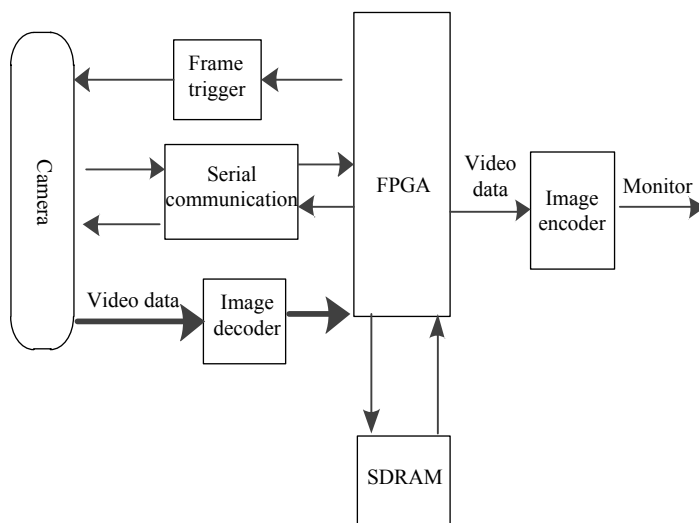 Frame
trigger
Camera
Serial
communication
FPGA
Video
data
Image
encoder
Monitor
Video data
Image
decoder
SDRAM